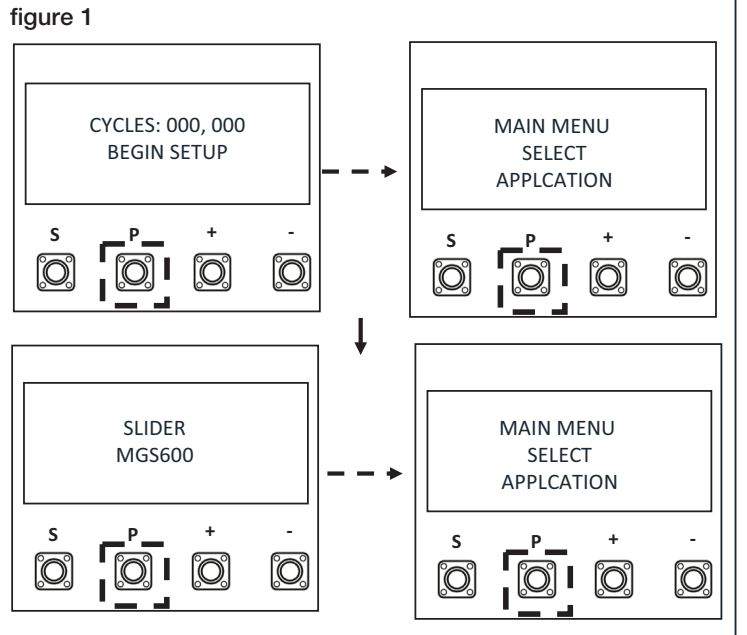 figure 1
CYCLES: 000, 000
BEGIN SETUP
S P + -
MAIN MENU
SELECT
APPLCATION
S P + -
SLIDER
MGS600
S P + -
MAIN MENU
SELECT
APPLCATION
S P + -